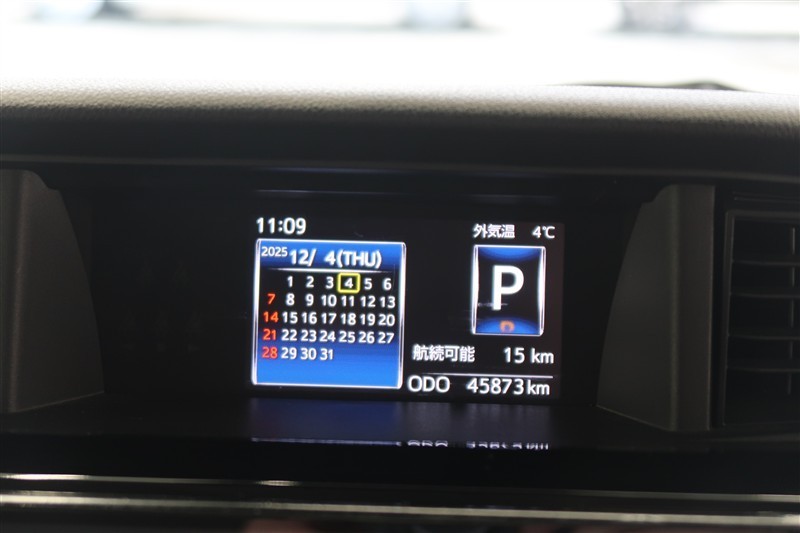 11:09
外気温 4℃
2025 12/ 4(THU)
1 2 3 4 5 6
7 8 9 10 11 12 13
14 15 16 17 18 19 20
21 22 23 24 25 26 27
28 29 30 31
P
D
航続可能 15 km
ODO 45873 km